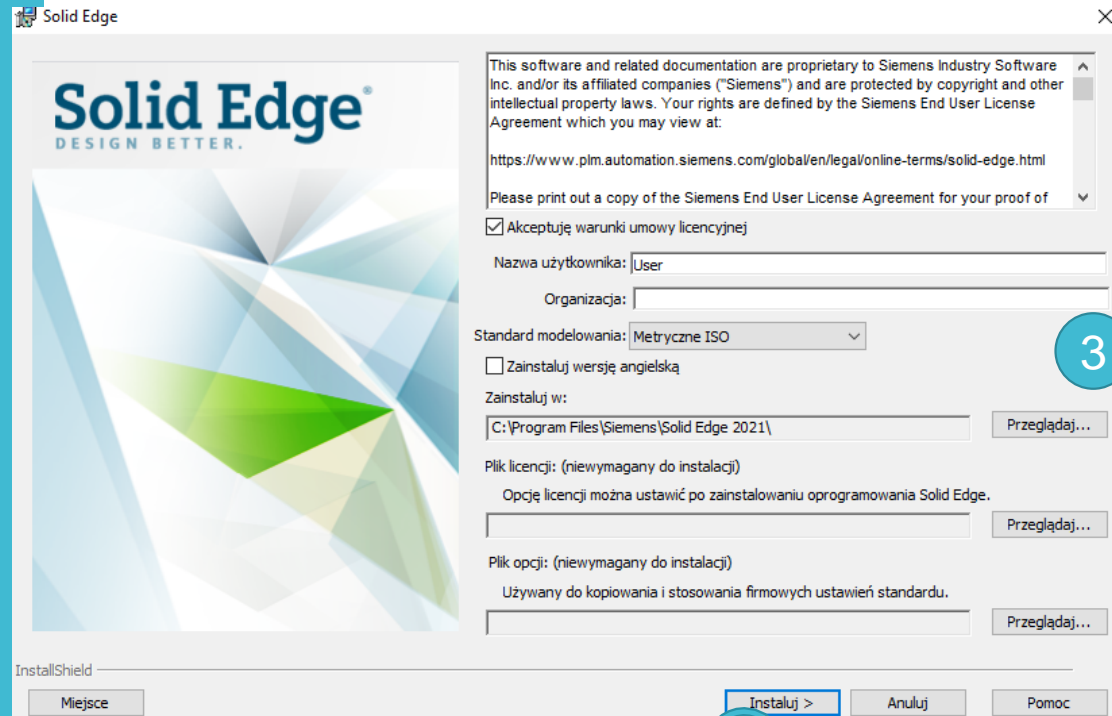 Solid Edge
Solid Edge®
DESIGN BETTER.
This software and related documentation are proprietary to Siemens Industry Software
Inc. and/or its affiliated companies ("Siemens") and are protected by copyright and other
intellectual property laws. Your rights are defined by the Siemens End User License
Agreement which you may view at:
https://www.plm.automation.siemens.com/global/en/legal/online-terms/solid-edge.html
Please print out a copy of the Siemens End User License Agreement for your proof of
Akceptuję warunki umowy licencyjnej
Nazwa użytkownika: User
Organizacja:
Standard modelowania: Metryczne ISO
3
Zainstaluj wersję angielską
Zainstaluj w:
C:\Program Files\Siemens\Solid Edge 2021\ Przeglądaj...
Plik licencji: (niewymagany do instalacji)
Opcję licencji można ustawić po zainstalowaniu oprogramowania Solid Edge.
Przeglądaj...
Plik opcji: (niewymagany do instalacji)
Używany do kopiowania i stosowania firmowych ustawień standardu.
Przeglądaj...
InstallShield
Miejsce Instaluj > Anuluj Pomoc